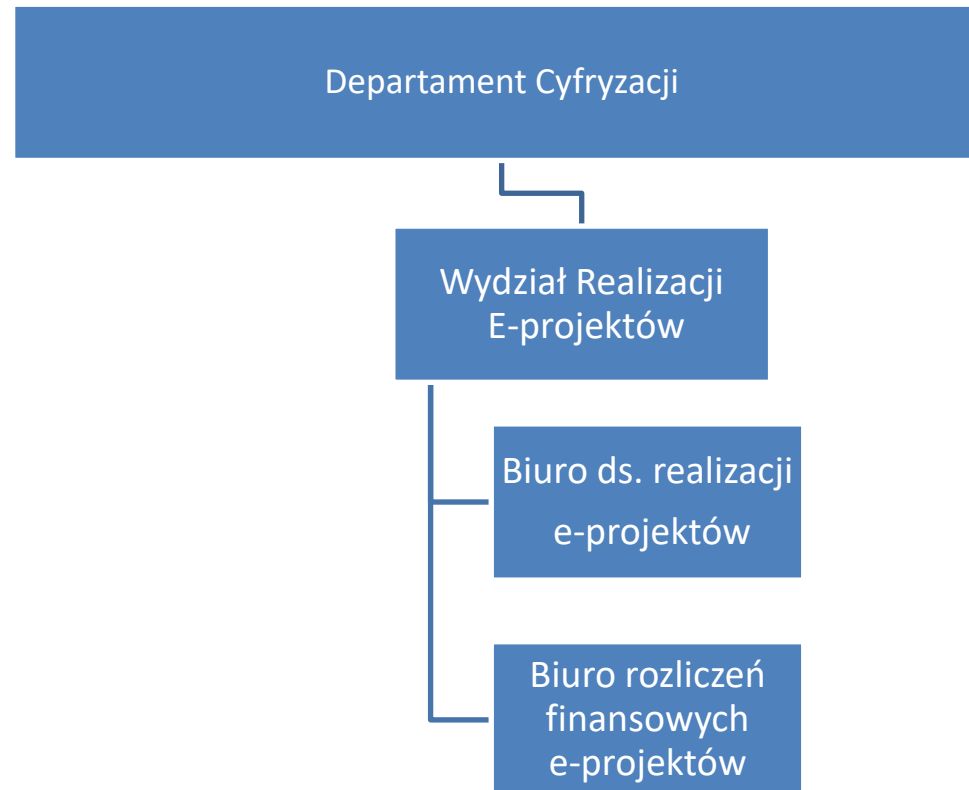 Departament Cyfryzacji
Wydział Realizacji
E-projektów
Biuro ds. realizacji
e-projektów
Biuro rozliczeń
finansowych
e-projektów